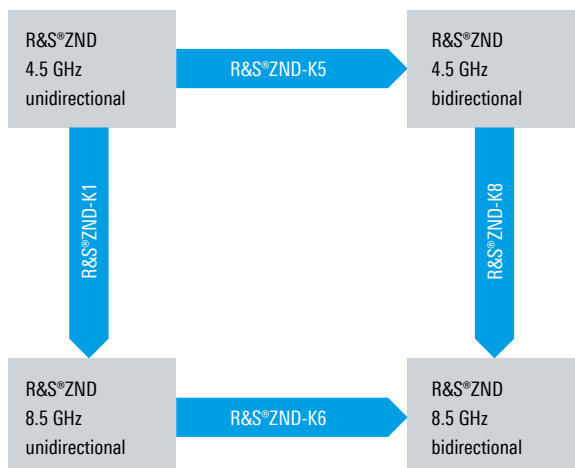 R&S®ZND
4.5 GHz
unidirectional
R&S®ZND-K5
R&S®ZND
4.5 GHz
bidirectional
R&S®ZND-K1
R&S®ZND-K8
R&S®ZND
8.5 GHz
unidirectional
R&S®ZND-K6
R&S®ZND
8.5 GHz
bidirectional